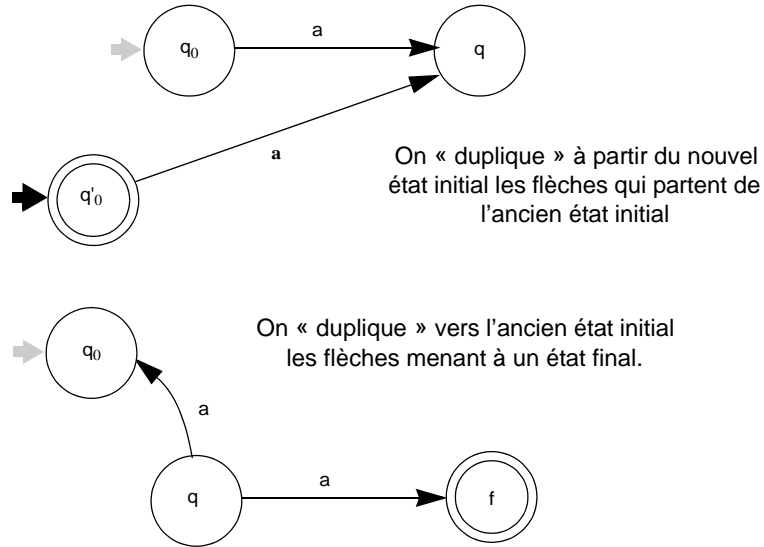 a
q0
q
a
q'0
On « duplique » à partir du nouvel
état initial les flèches qui partent de
l’ancien état initial
On « duplique » vers l’ancien état initial
les flèches menant à un état final.
q0
a
a
q
f